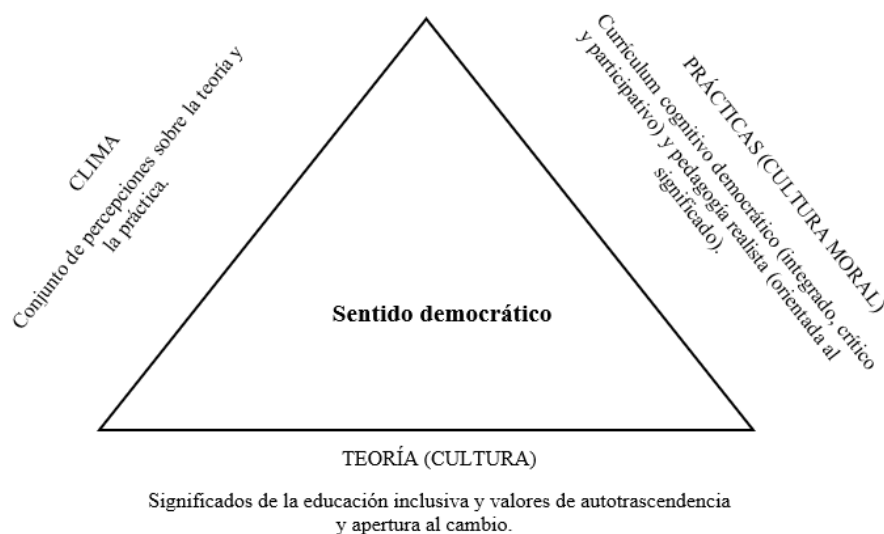 CLIMA
Conjunto de percepciones sobre la teoría y
la práctica.
PRÁCTICAS (CULTURA MORAL)
Currículum cognitivo democrático (integrado, crítico
y participativo) y pedagogía realista (orientada al
significado).
Sentido democrático
TEORÍA (CULTURA)
Significados de la educación inclusiva y valores de autotrascendencia
y apertura al cambio.